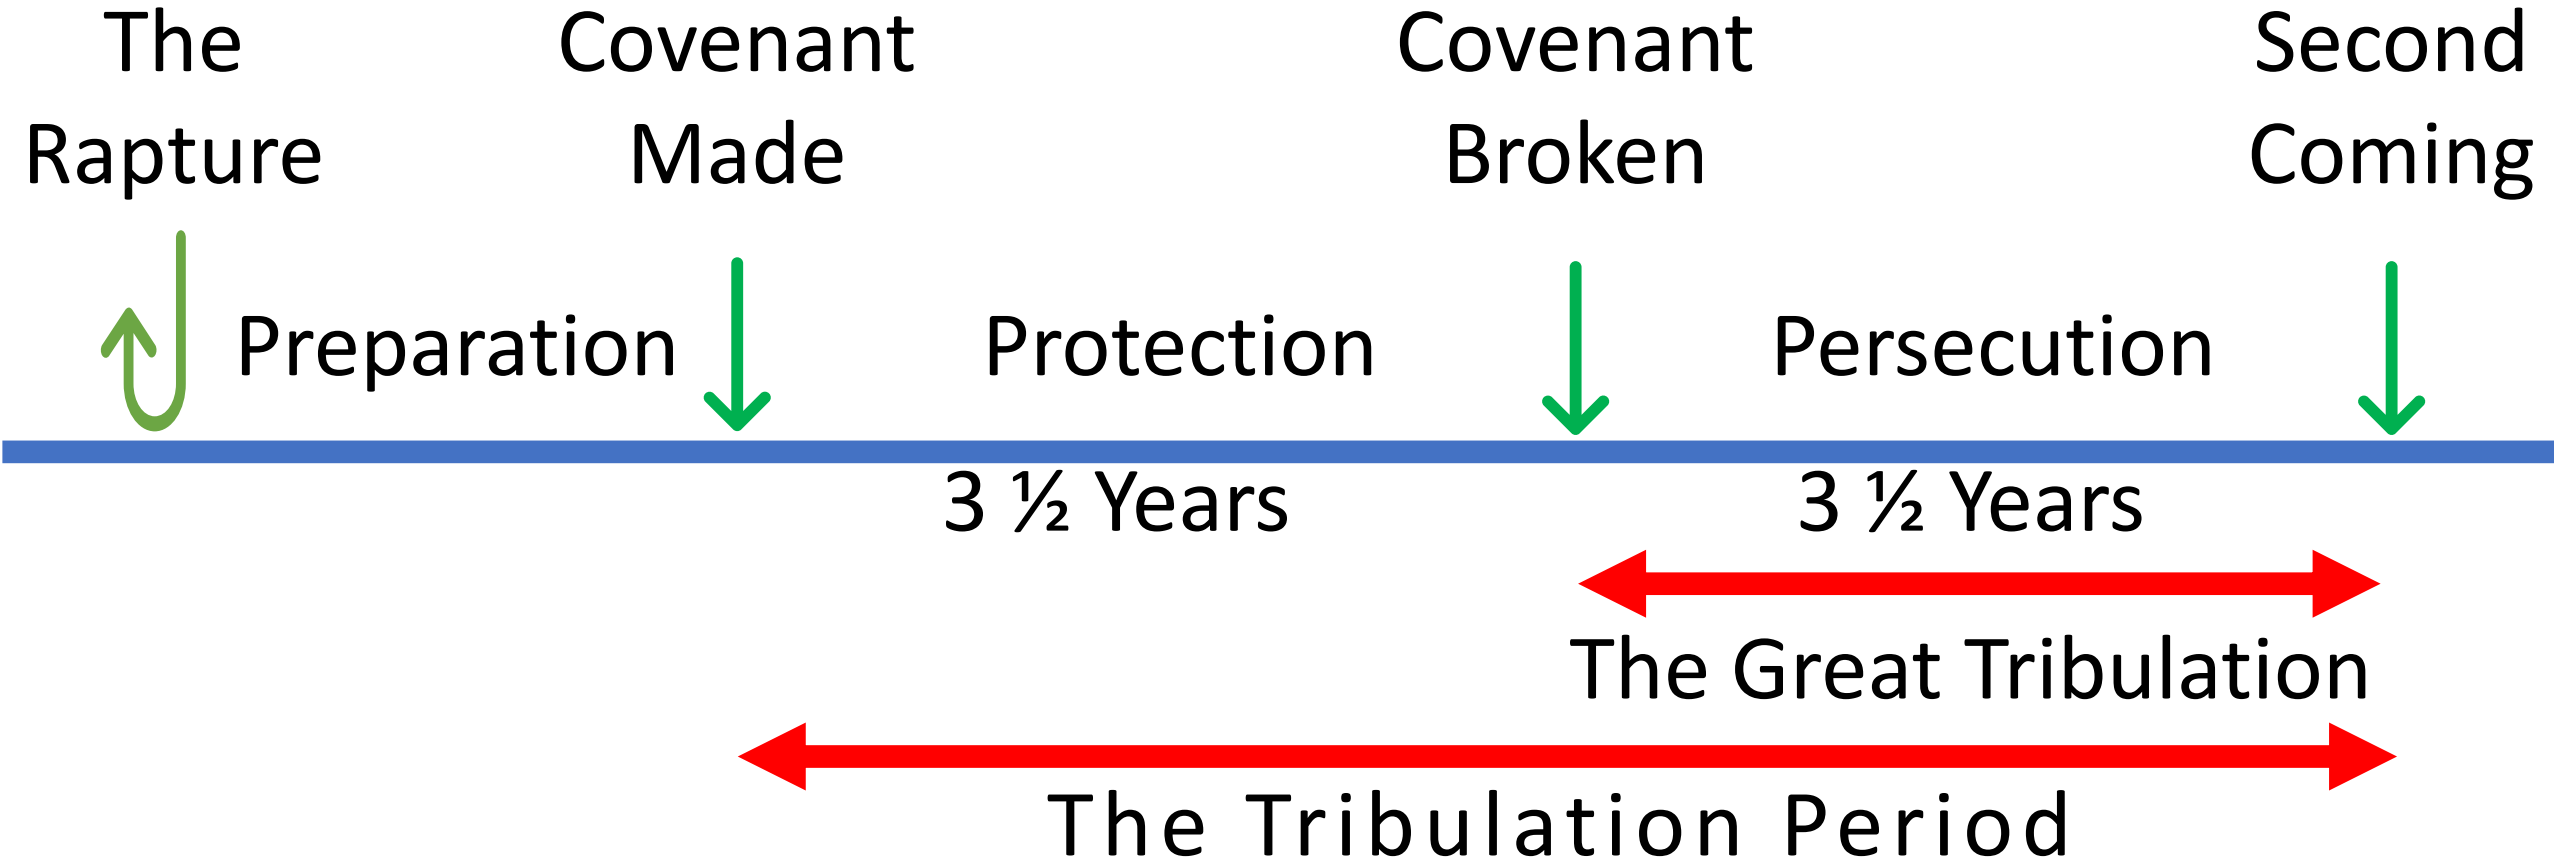 The
Rapture
Covenant
Made
Covenant
Broken
Second
Coming
Preparation
Protection
Persecution
3 ½ Years
3 ½ Years
The Great Tribulation
The Tribulation Period